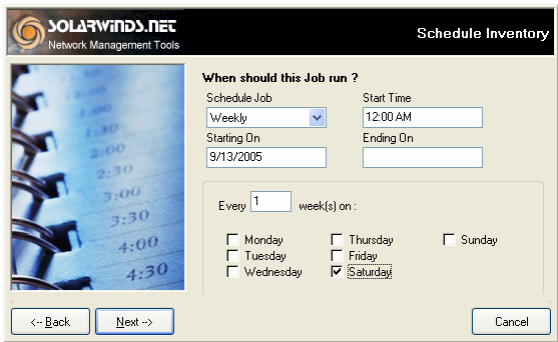 SOLARWINDS.NET
Network Management Tools
Schedule Inventory
When should this Job run ?
Schedule Job
Start Time
Weekly
12:00 AM
Starting On
Ending On
9/13/2005
Every 1 week(s) on :
Monday
Thursday
Sunday
Tuesday
Friday
Wednesday
Saturday
1:30
2:00
2:30
3:00
3:30
4:00
4:30
<-- Back
Next -->
Cancel